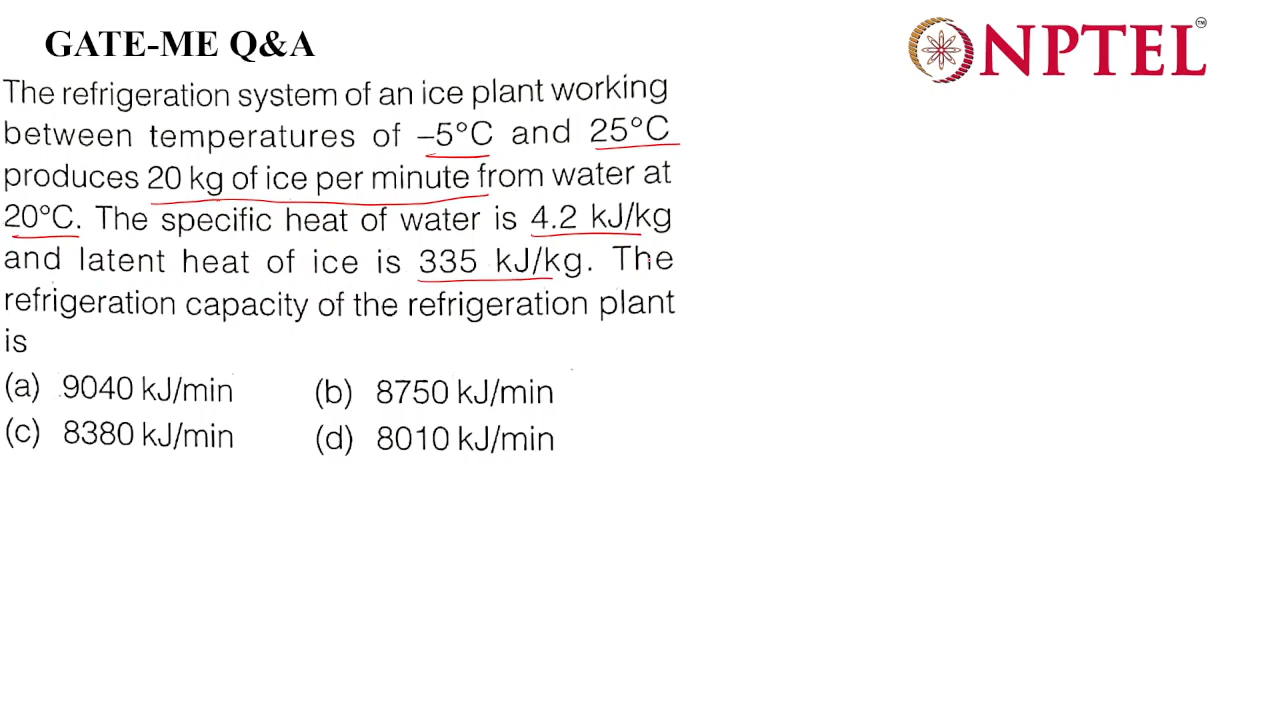 GATE-ME Q&A
NPTEL™
The refrigeration system of an ice plant working
between temperatures of –5°C and 25°C
produces 20 kg of ice per minute from water at
20°C. The specific heat of water is 4.2 kJ/kg
and latent heat of ice is 335 kJ/kg. The
refrigeration capacity of the refrigeration plant
is
(a) 9040 kJ/min (b) 8750 kJ/min
(c) 8380 kJ/min (d) 8010 kJ/min